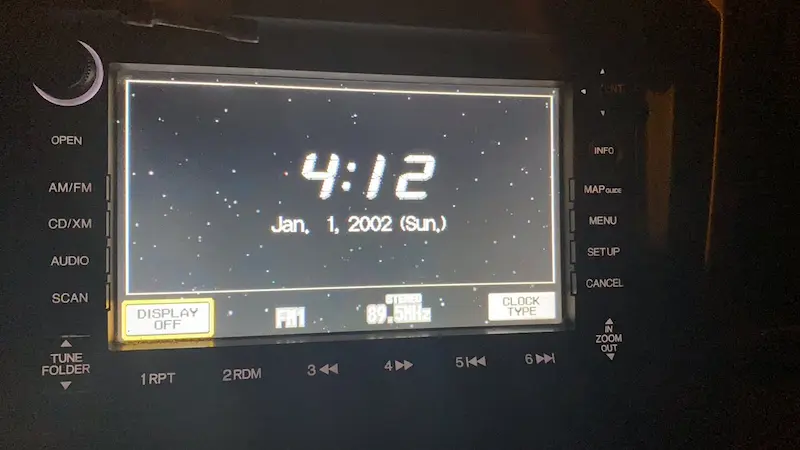 OPEN
AM/FM
CD/XM
AUDIO
SCAN
TUNE
FOLDER
4:12
Jan. 1, 2002 (Sun.)
DISPLAY
OFF
FM1
STEREO
89.5MHz
CLOCK
TYPE
INFO
MAP GUIDE
MENU
SETUP
CANCEL
IN
ZOOM
OUT
1 RPT
2 RDM
3
4
5
6